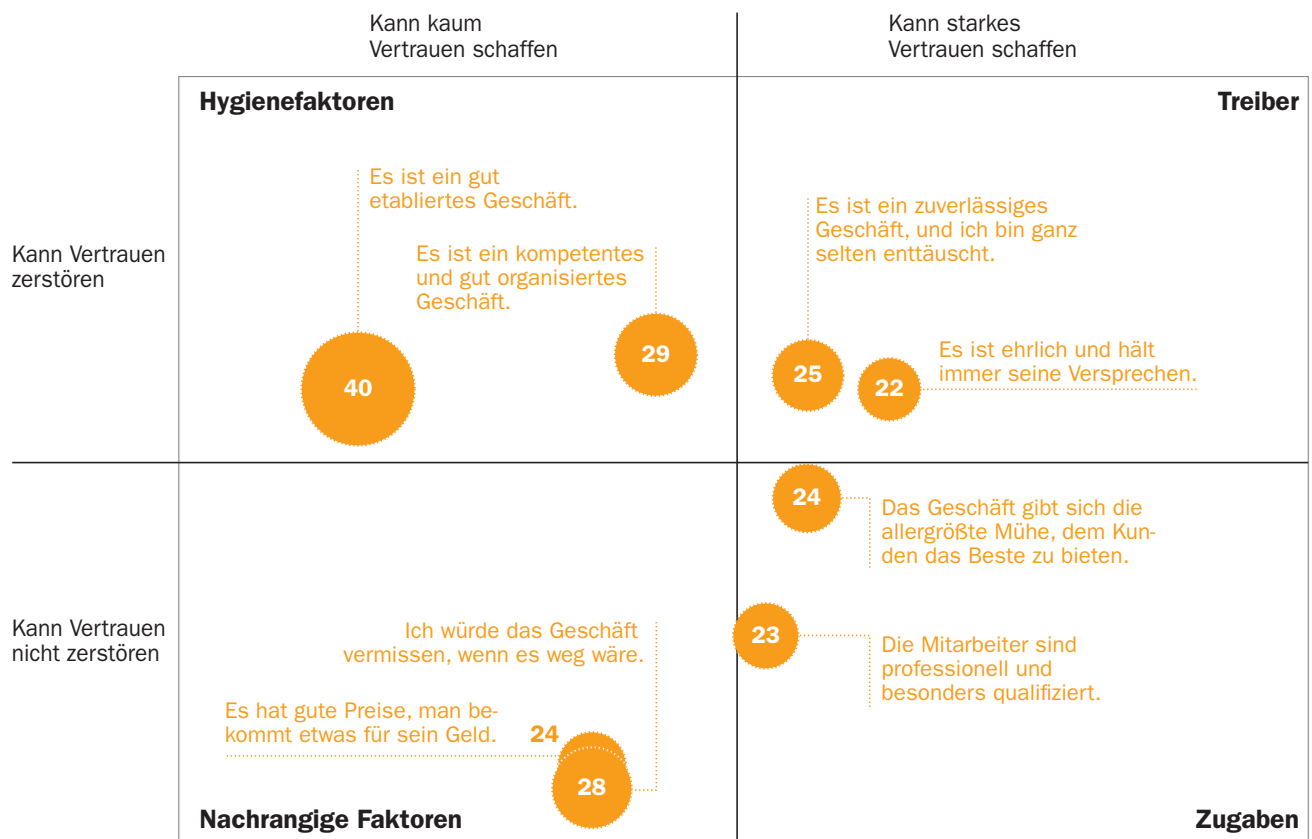 Kann kaum
Vertrauen schaffen
Kann starkes
Vertrauen schaffen
Hygienefaktoren
Treiber
Kann Vertrauen
zerstören
Es ist ein gut
etabliertes Geschäft.
Es ist ein kompetentes
und gut organisiertes
Geschäft.
40
29
Es ist ein zuverlässiges
Geschäft, und ich bin ganz
selten enttäuscht.
25
22
Es ist ehrlich und hält
immer seine Versprechen.
Kann Vertrauen
nicht zerstören
Ich würde das Geschäft
vermissen, wenn es weg wäre.
Es hat gute Preise, man be-
kommt etwas für sein Geld.
24
28
24
Das Geschäft gibt sich die
allergrößte Mühe, dem Kun-
den das Beste zu bieten.
23
Die Mitarbeiter sind
professionell und
besonders qualifiziert.
Nachrangige Faktoren
Zugaben